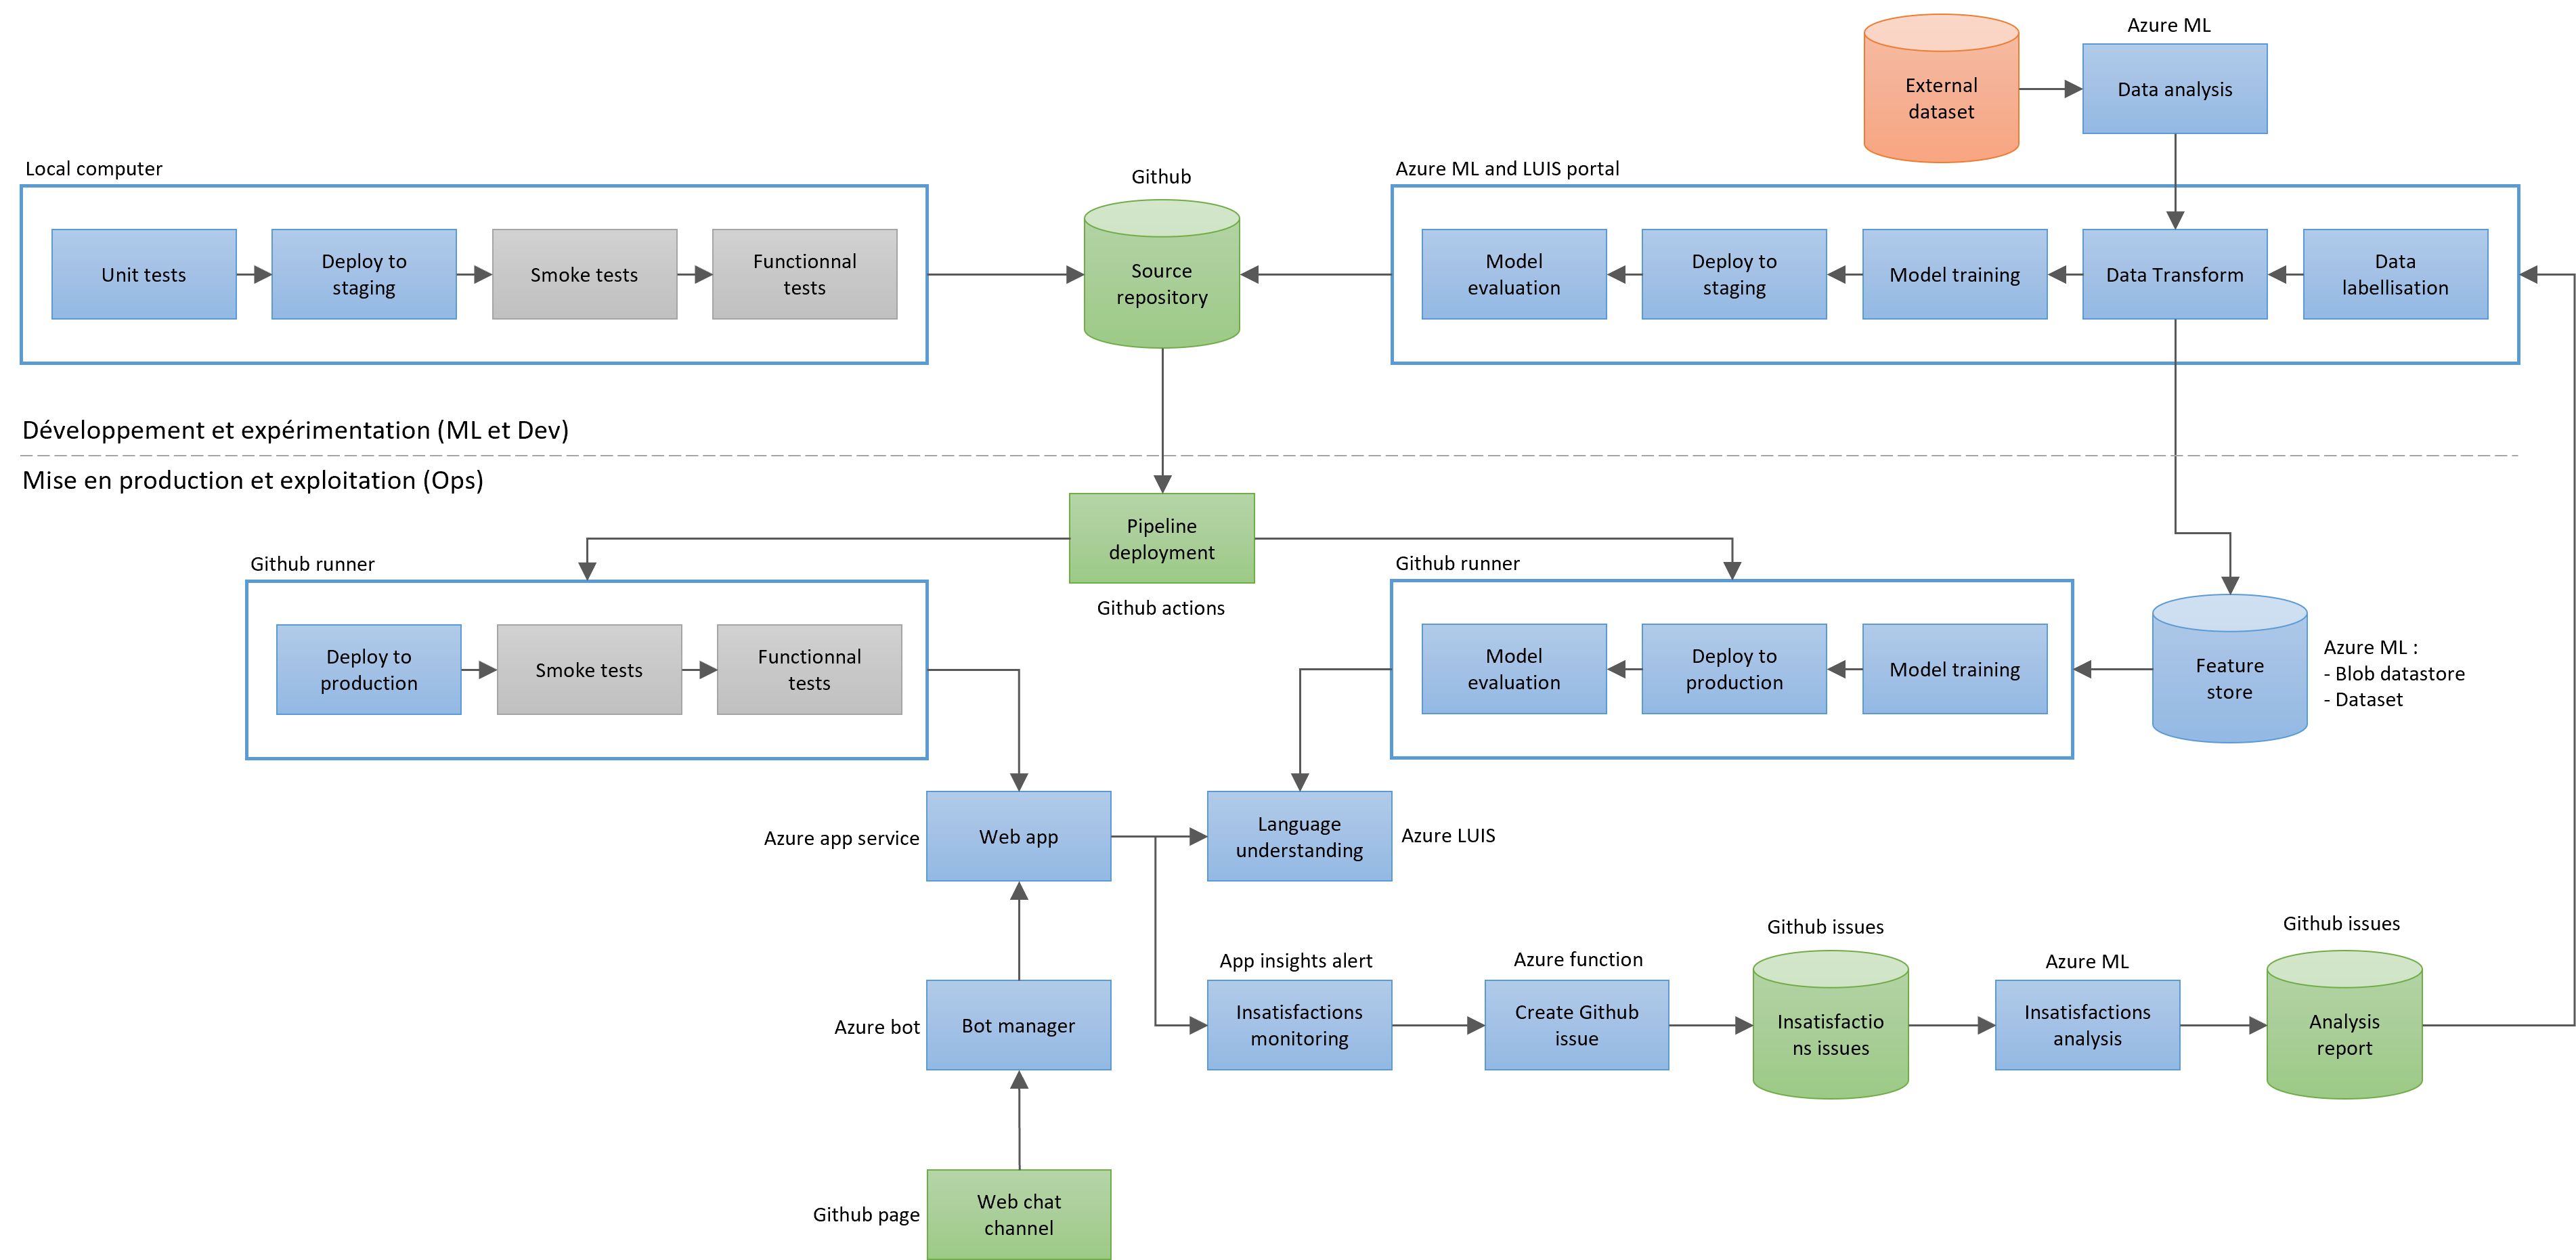 Azure ML
External
dataset
Data analysis
Local computer
Github
Azure ML and LUIS portal
Unit tests
Deploy to
staging
Smoke tests
Functionnal
tests
Source
repository
Model
evaluation
Deploy to
staging
Model training
Data Transform
Data
labellisation
Développement et expérimentation (ML et Dev)
Mise en production et exploitation (Ops)
Pipeline
deployment
Github actions
Github runner
Deploy to
production
Smoke tests
Functionnal
tests
Github runner
Model
evaluation
Deploy to
production
Model training
Feature
store
Azure ML :
- Blob datastore
- Dataset
Azure app service
Web app
Language
understanding
Azure LUIS
Azure bot
Bot manager
App insights alert
Insatisfactions
monitoring
Azure function
Create Github
issue
Github issues
Insatisfactio
ns issues
Azure ML
Insatisfactions
analysis
Github issues
Analysis
report
Github page
Web chat
channel